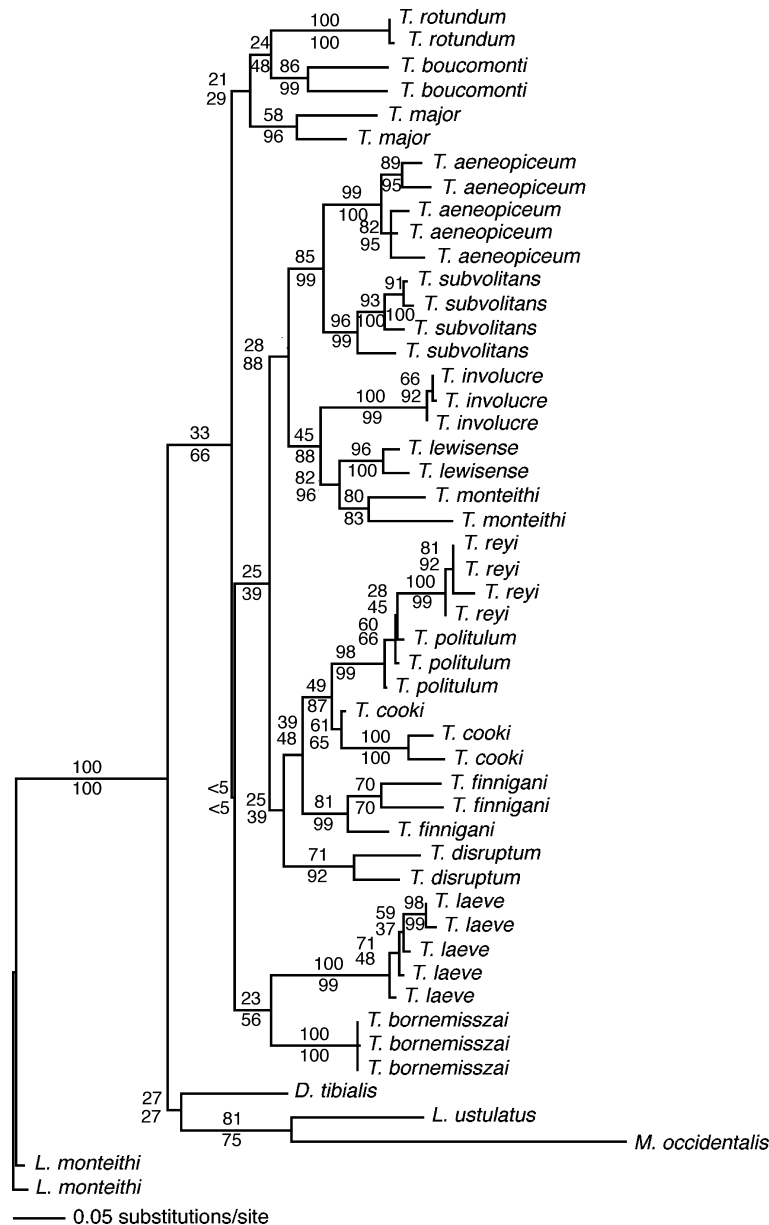 100 T. rotundum
24 100 T. rotundum
48 86 T. boucomonti
21 99 T. boucomonti
29 58 T. major
96 T. major
89 T. aeneopiceum
99 95 T. aeneopiceum
100 T. aeneopiceum
82 T. aeneopiceum
95 T. aeneopiceum
85 91 T. subvolitans
99 93 T. subvolitans
96 100 100 T. subvolitans
99 T. subvolitans
28 66 T. involucre
88 100 92 T. involucre
99 T. involucre
33 45 96 T. lewisense
66 88 100 T. lewisense
82 80 T. monteithi
96 83 T. monteithi
81 T. reyi
92 T. reyi
25 100 T. reyi
39 28 99 T. reyi
45
60
66 T. politulum
98 T. politulum
99 T. politulum
49
87 T. cooki
39 61 100 T. cooki
48 65 100 T. cooki
100 70 T. finnigani
100 <5 25 81 70 T. finnigani
<5 39 99 T. finnigani
71 T. disruptum
92 T. disruptum
98 T. laeve
59 99 T. laeve
37
71 T. laeve
48
100 T. laeve
99 T. laeve
23 T. bornemisszai
56 100 T. bornemisszai
100 T. bornemisszai
27 D. tibialis
27 81 L. ustulatus
75 M. occidentalis
L. monteithi
L. monteithi
0.05 substitutions/site